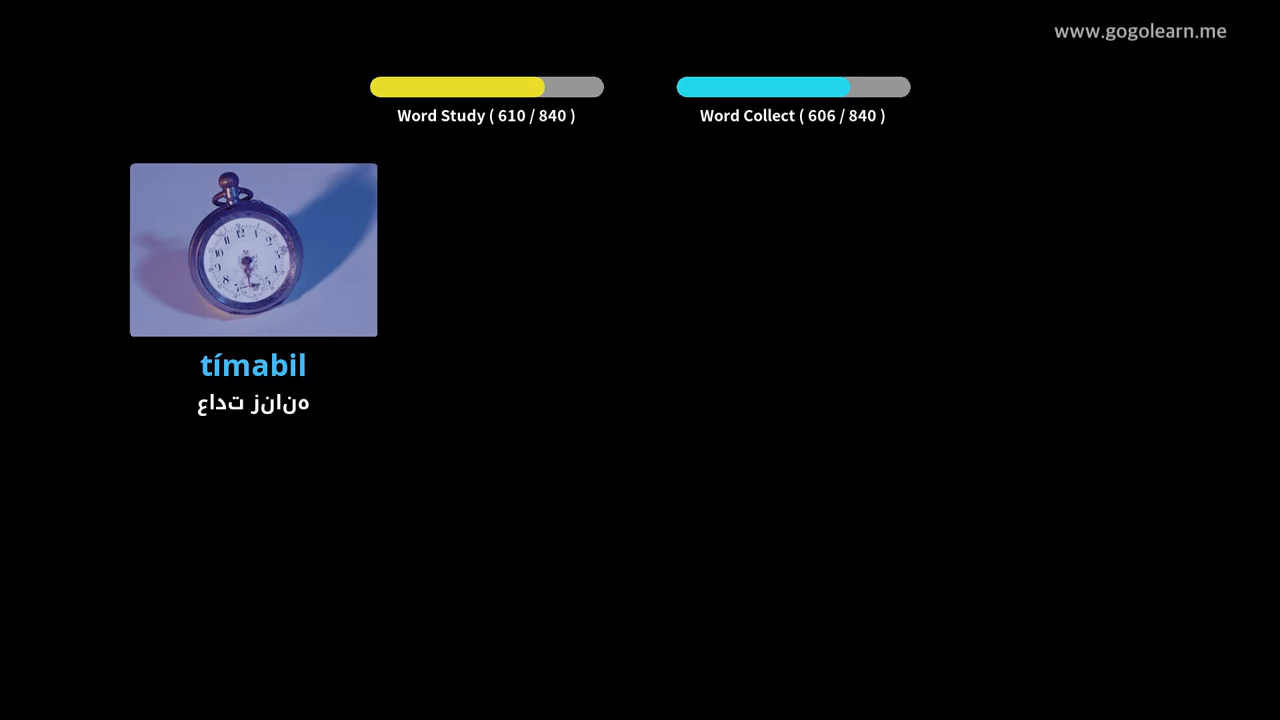 www.gogolearn.me
Word Study ( 610 / 840 )
Word Collect ( 606 / 840 )
tímabil
عادت زنانه